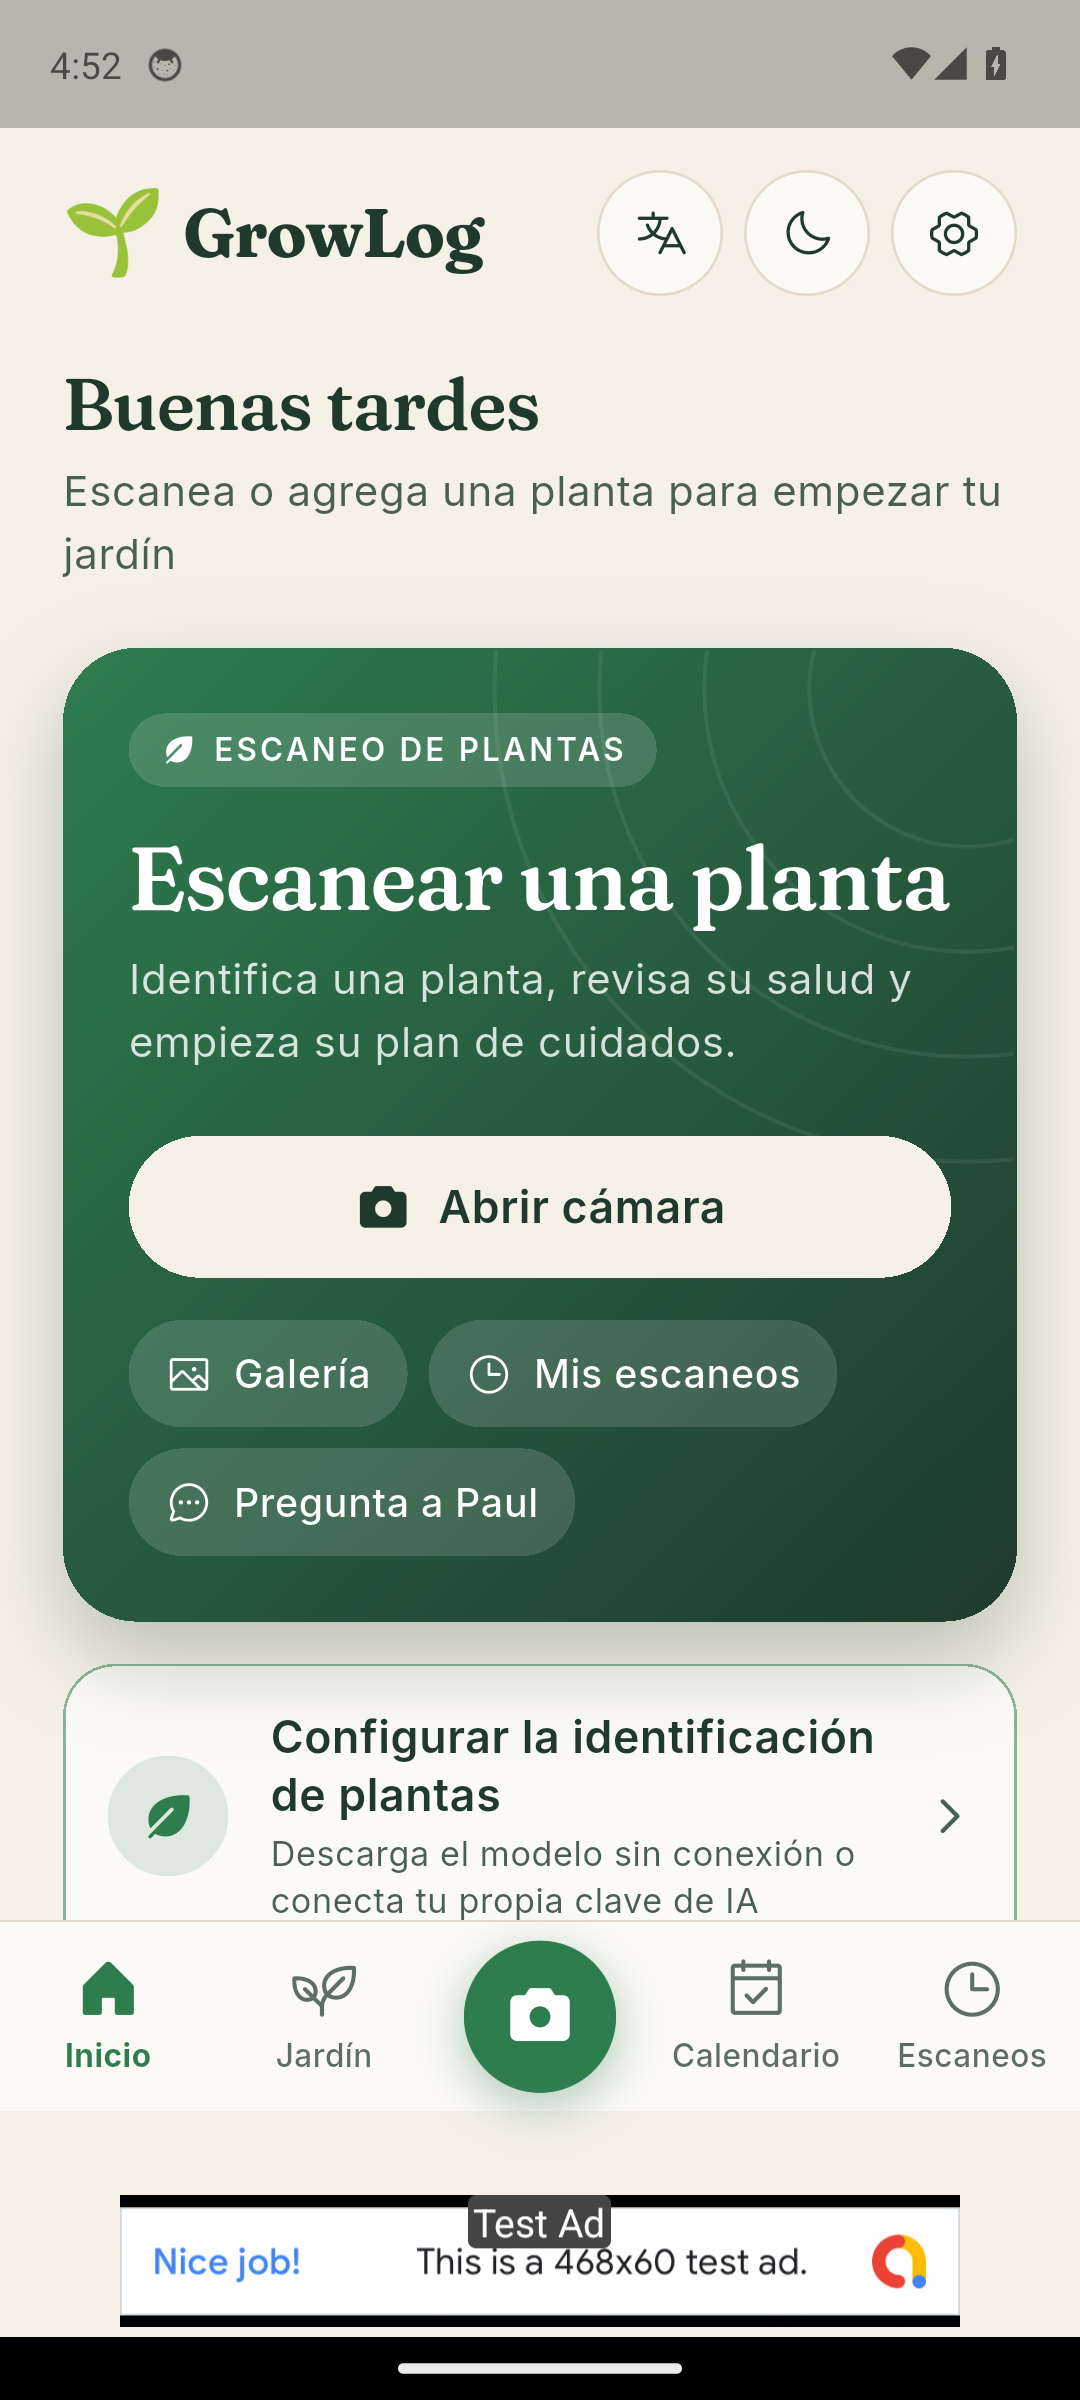 4:52
GrowLog
Buenas tardes
Escanea o agrega una planta para empezar tu
jardín
ESCANEO DE PLANTAS
Escanear una planta
Identifica una planta, revisa su salud y
empieza su plan de cuidados.
Abrir cámara
Galería
Mis escaneos
Pregunta a Paul
Configurar la identificación
de plantas
Descarga el modelo sin conexión o
conecta tu propia clave de IA
Inicio
Jardín
Calendario
Escaneos
Test Ad
Nice job!
This is a 468x60 test ad.